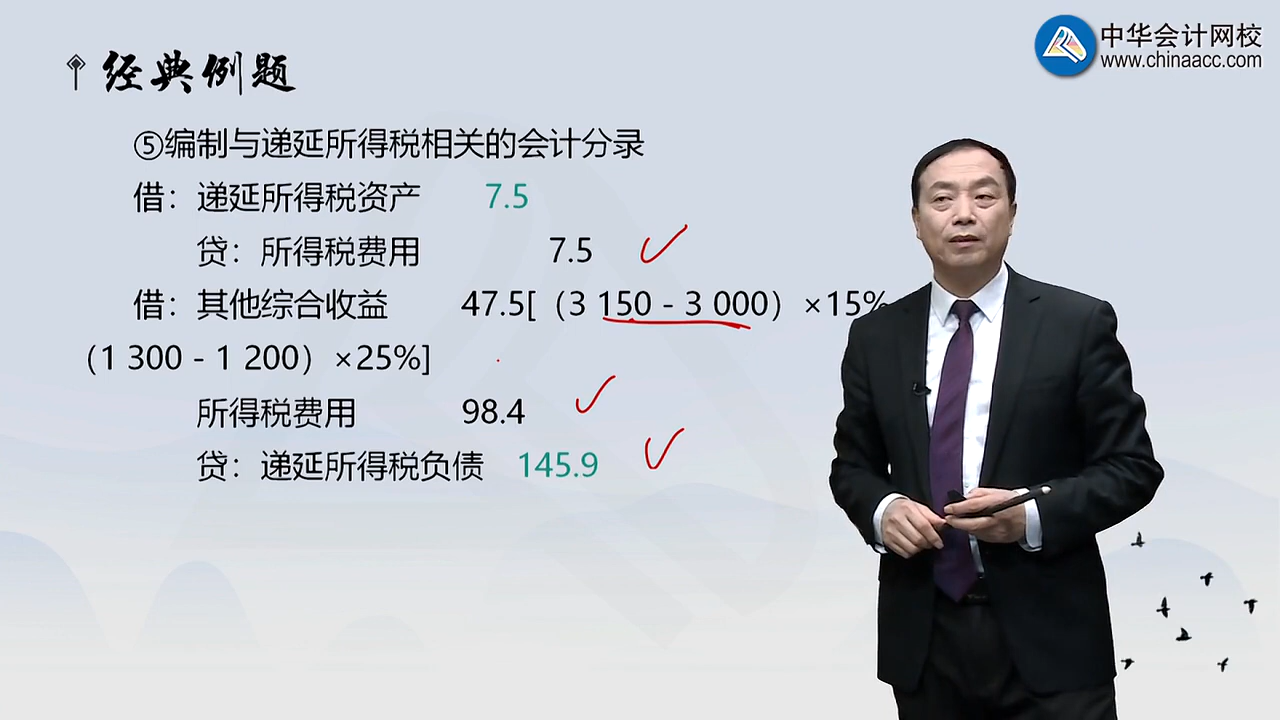 中华会计网校
www.chinaacc.com
经典例题
⑤编制与递延所得税相关的会计分录
借：递延所得税资产 7.5
贷：所得税费用 7.5
借：其他综合收益 47.5[（3 150－3 000）×15%
（1 300－1 200）×25%]
所得税费用 98.4
贷：递延所得税负债 145.9